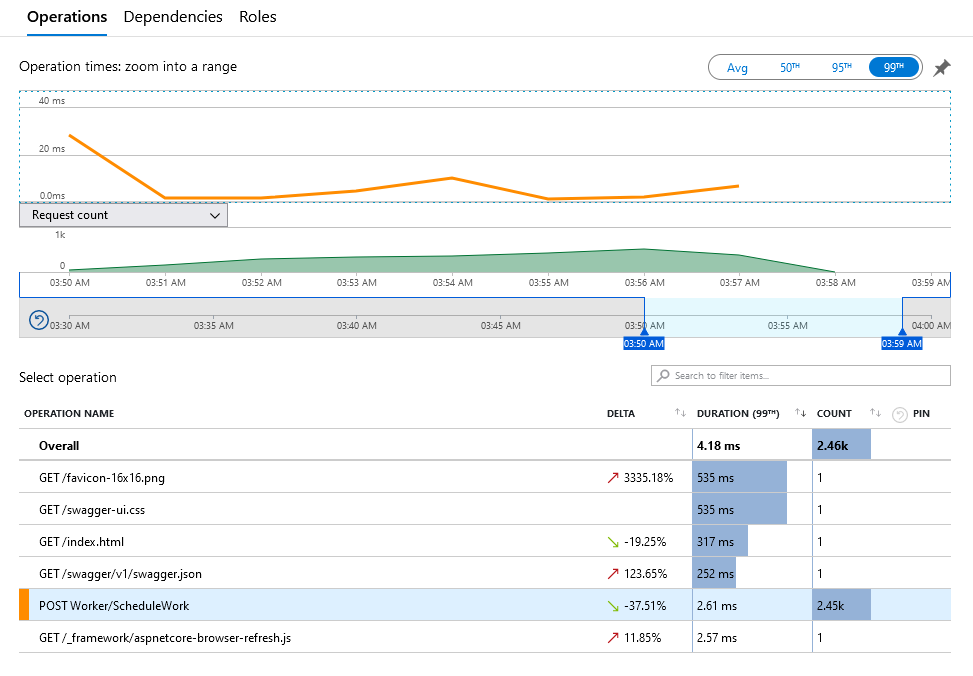 Operations Dependencies Roles
Operation times: zoom into a range
Avg 50TH 95TH 99TH
40 ms
20 ms
0.0ms
Request count
1k
0
03:50 AM 03:51 AM 03:52 AM 03:53 AM 03:54 AM 03:55 AM 03:56 AM 03:57 AM 03:58 AM 03:59 AM
03:30 AM 03:35 AM 03:40 AM 03:45 AM 03:50 AM 03:55 AM 04:00 AM
03:50 AM 03:59 AM
Select operation
Search to filter items...
OPERATION NAME DELTA DURATION (99TH) COUNT PIN
Overall 4.18 ms 2.46k
GET /favicon-16x16.png 3335.18% 535 ms 1
GET /swagger-ui.css 535 ms 1
GET /index.html -19.25% 317 ms 1
GET /swagger/v1/swagger.json 123.65% 252 ms 1
POST Worker/ScheduleWork -37.51% 2.61 ms 2.45k
GET /_framework/aspnetcore-browser-refresh.js 11.85% 2.57 ms 1